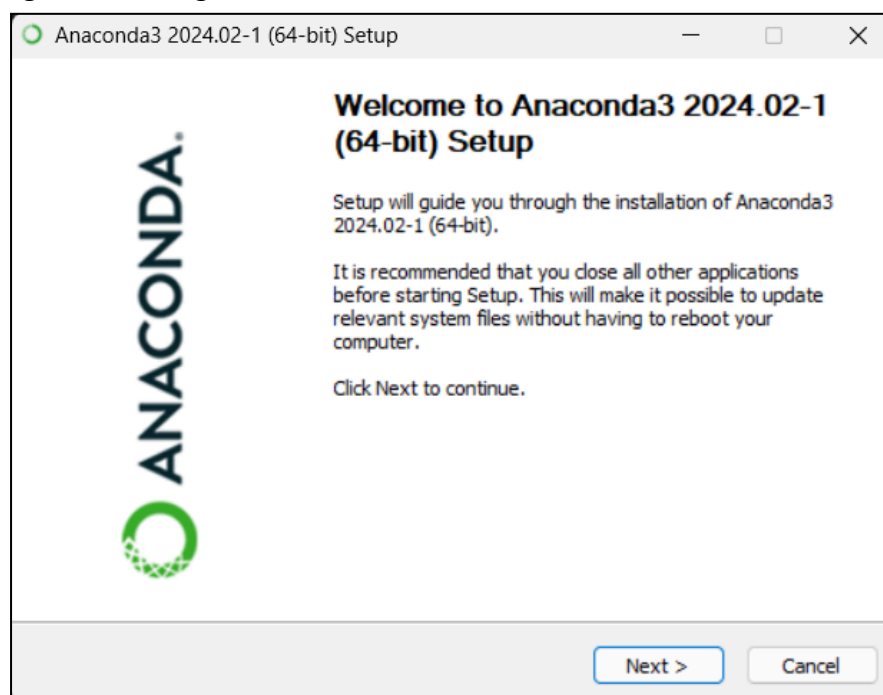 Anaconda3 2024.02-1 (64-bit) Setup
ANACONDA.
Welcome to Anaconda3 2024.02-1
(64-bit) Setup
Setup will guide you through the installation of Anaconda3
2024.02-1 (64-bit).
It is recommended that you close all other applications
before starting Setup. This will make it possible to update
relevant system files without having to reboot your
computer.
Click Next to continue.
Next >
Cancel